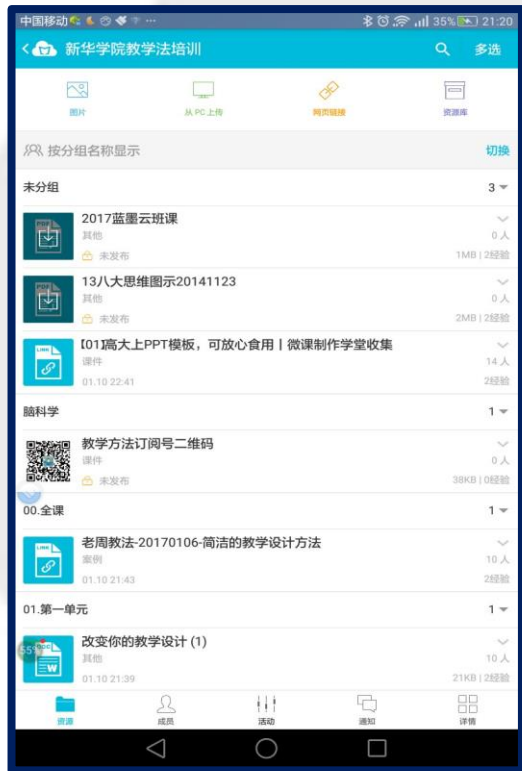 中国移动 35% 21:20
新华学院教学法培训 多选
图片 从 PC 上传 网页链接 资源库
按分组名称显示 切换
未分组 3
2017蓝墨云班课
其他 0 人
未发布 1MB | 2经验
13八大思维图示20141123
其他 0 人
未发布 2MB | 2经验
LINK 【01】高大上PPT模板，可放心食用丨微课制作学堂收集
课件 14 人
01.10 22:41 2经验
脑科学 1
教学方法订阅号二维码
课件 0 人
未发布 38KB | 0经验
00.全课 1
LINK 老周教法-20170106-简洁的教学设计方法
案例 10 人
01.10 21:43 2经验
01.第一单元 1
改变你的教学设计 (1)
55% 其他 10 人
W 01.10 21:39 21KB | 2经验
资源 成员 活动 通知 详情